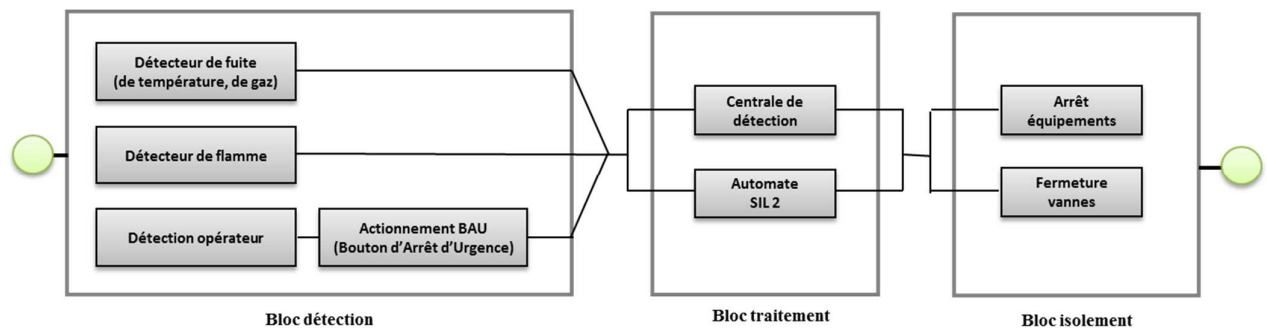 Détecteur de fuite
(de température, de gaz)
Détecteur de flamme
Détection opérateur
Actionnement BAU
(Bouton d'Arrêt d'Urgence)
Bloc détection
Centrale de
détection
Automate
SIL 2
Bloc traitement
Arrêt
équipements
Fermeture
vannes
Bloc isolement